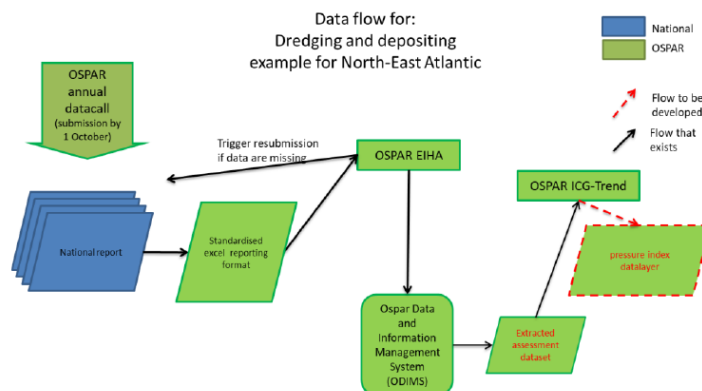 Data flow for:
Dredging and depositing
example for North-East Atlantic
National
OSPAR
Flow to be
developed
Flow that
exists
OSPAR
annual
datacall
(submission by
1 October)
Trigger resubmission
if data are missing
OSPAR EIHA
OSPAR ICG-Trend
National report
Standardised
excel reporting
format
pressure index
datalayer
Ospar Data and
Information
Management
System
(ODIMS)
Extracted
assessment
dataset